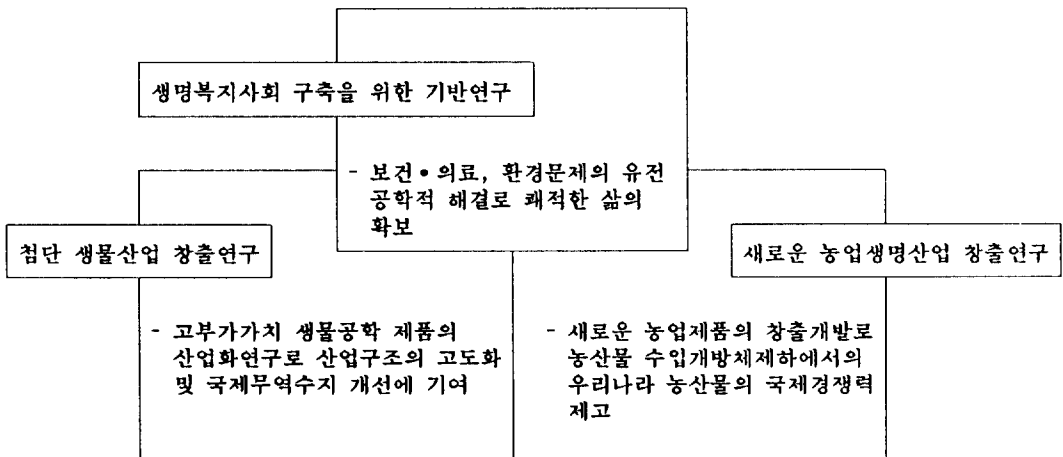 생명복지사회 구축을 위한 기반연구
- 보건•의료, 환경문제의 유전
공학적 해결로 쾌적한 삶의
확보
첨단 생물산업 창출연구
새로운 농업생명산업 창출연구
- 고부가가치 생물공학 제품의
산업화연구로 산업구조의 고도화
및 국제무역수지 개선에 기여
- 새로운 농업제품의 창출개발로
농산물 수입개방체제하에서의
우리나라 농산물의 국제경쟁력
제고